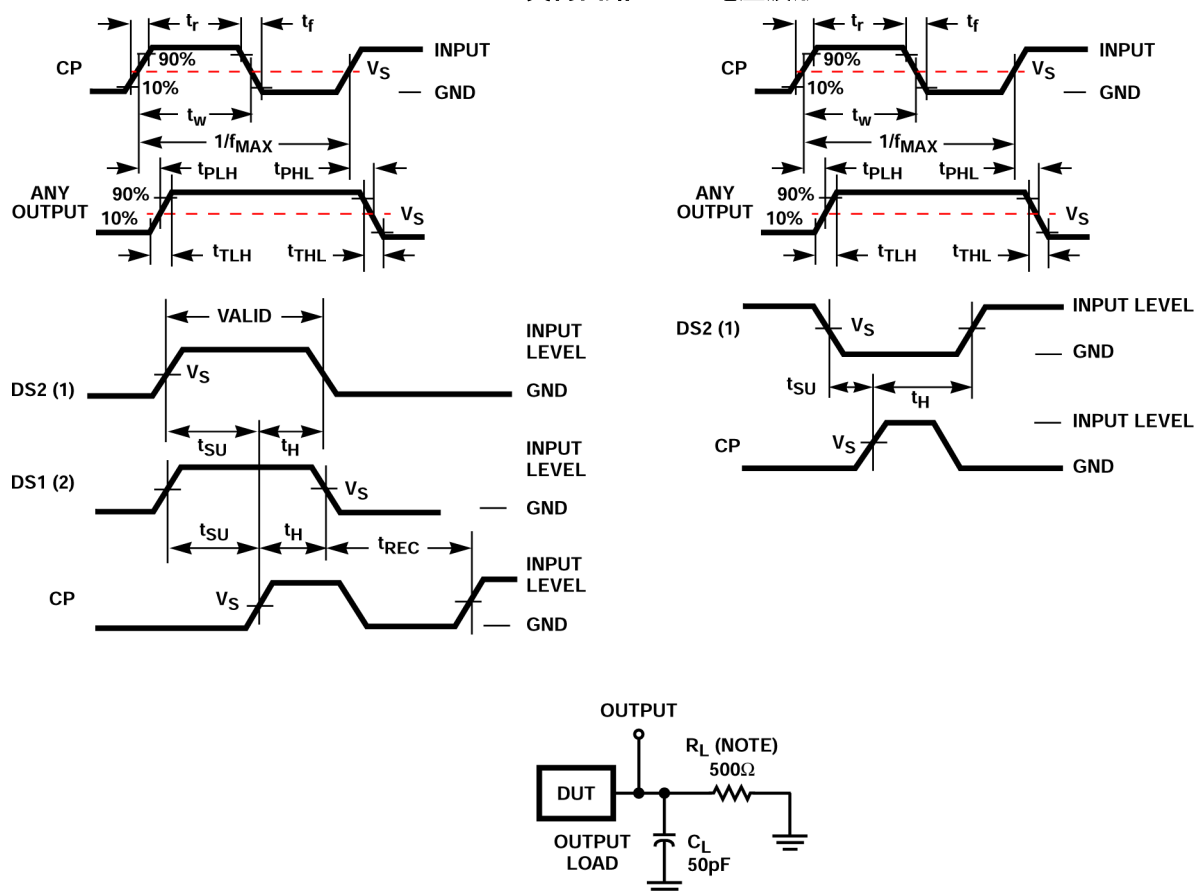 tr
tf
INPUT
CP
90%
VS
10%
GND
tW
1/fMAX
tPLH
tPHL
ANY
OUTPUT
90%
10%
VS
tTLH
tTHL
tr
tf
INPUT
CP
90%
VS
10%
GND
tW
1/fMAX
tPLH
tPHL
ANY
OUTPUT
90%
10%
VS
tTLH
tTHL
VALID
INPUT
LEVEL
DS2 (1)
VS
GND
tSU
tH
INPUT
LEVEL
DS1 (2)
VS
GND
tSU
tH
tREC
INPUT
LEVEL
CP
VS
GND
INPUT LEVEL
DS2 (1)
VS
GND
tSU
tH
INPUT LEVEL
CP
VS
GND
OUTPUT
RL (NOTE)
500Ω
DUT
OUTPUT
LOAD
CL
50pF